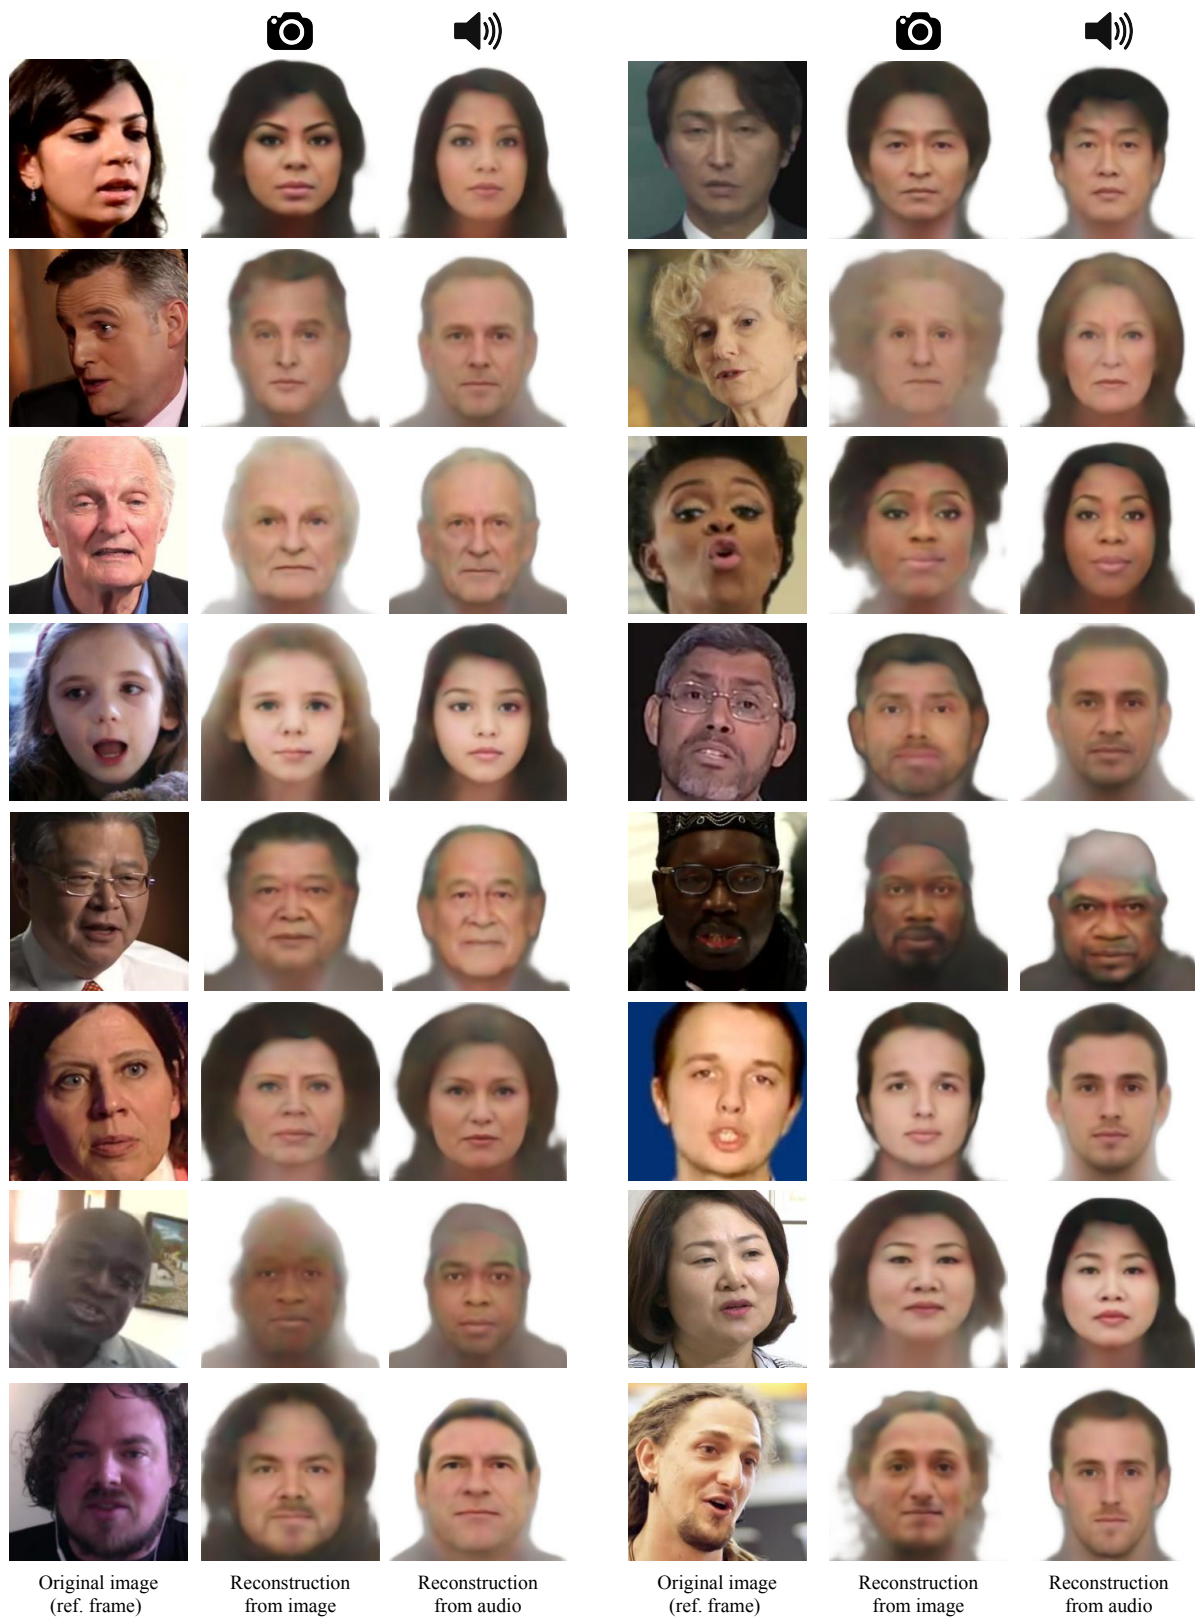 Original image
(ref. frame)
Reconstruction
from image
Reconstruction
from audio
Original image
(ref. frame)
Reconstruction
from image
Reconstruction
from audio